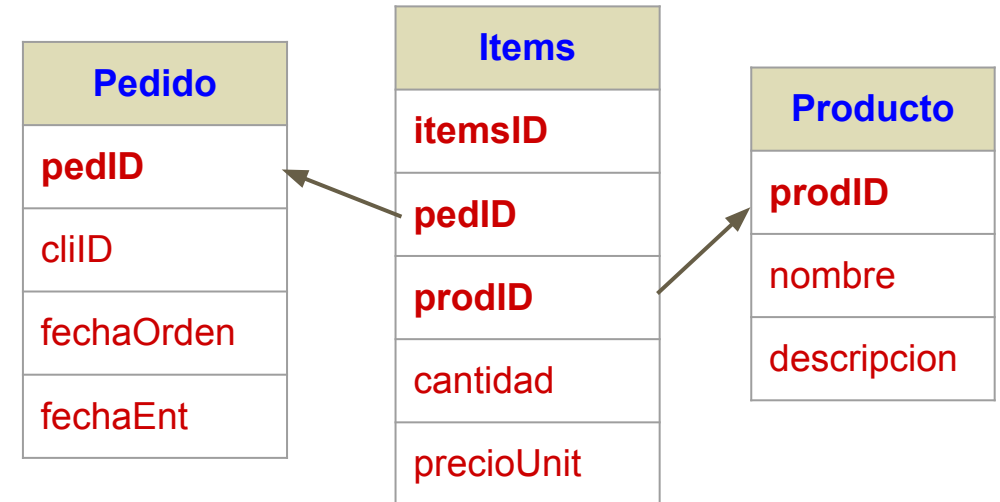 Pedido
pedID
cliID
fechaOrden
fechaEnt
Items
itemsID
pedID
prodID
cantidad
precioUnit
Producto
prodID
nombre
descripcion